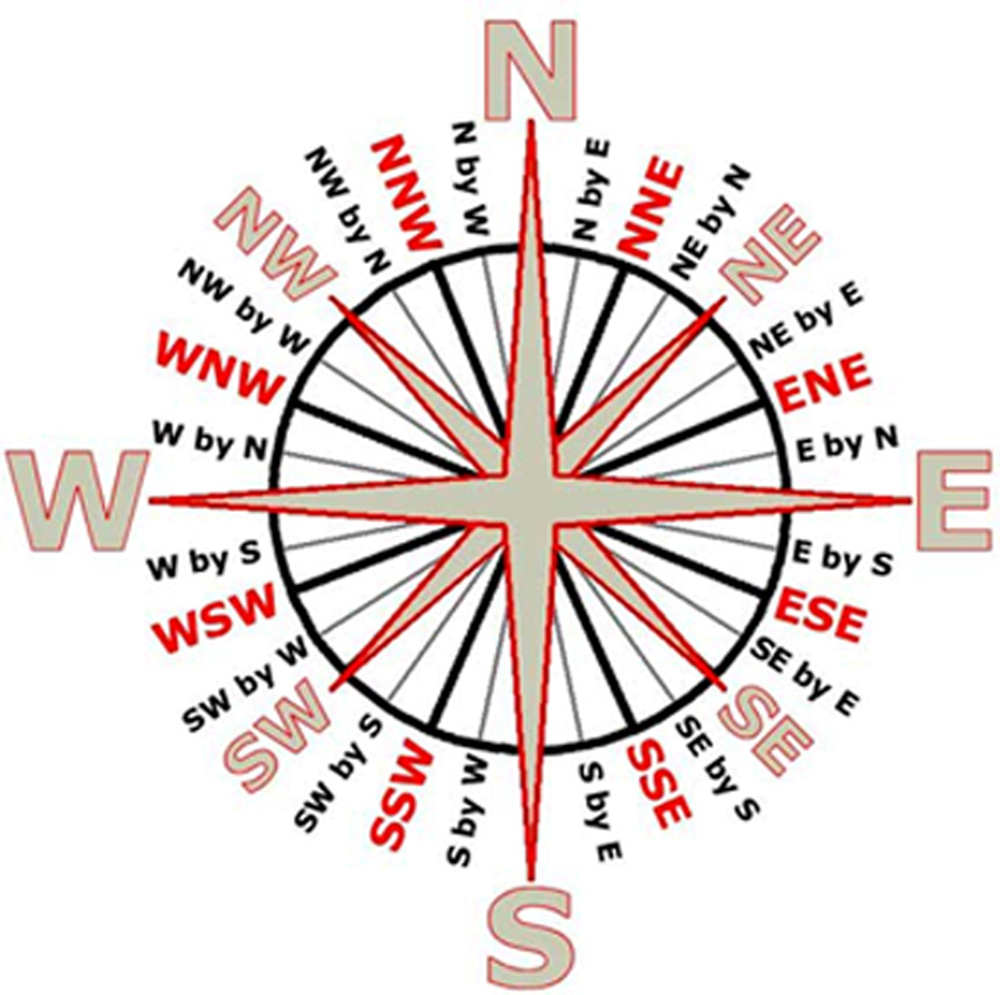 N
N by E
NNE
NE by N
NE
NE by E
ENE
E by N
E
E by S
ESE
SE by E
SE
SE by S
SSE
S by E
S
S by W
SSW
SW by S
SW
SW by W
WSW
W by S
W
W by N
WNW
NW by W
NW
NW by N
NNW
N by W